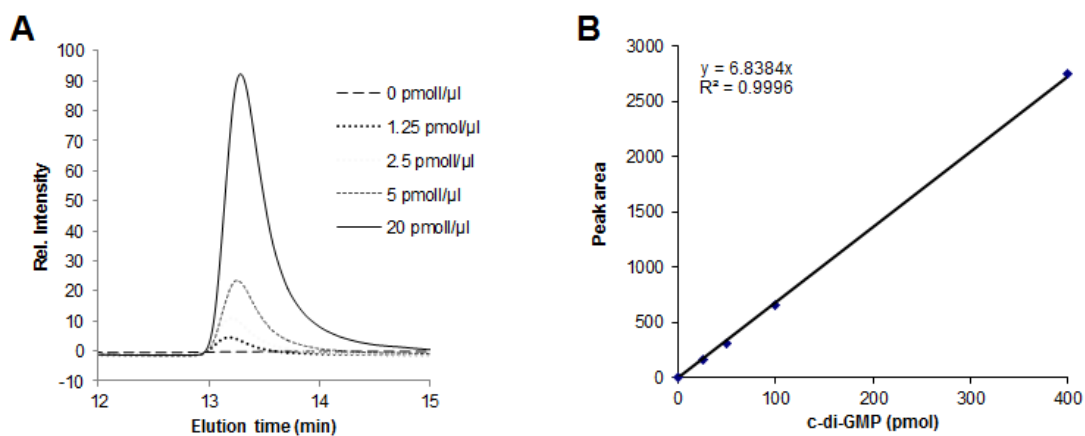 A
100
90
80
70
60
50
40
30
20
10
0
-10
Rel. Intensity
12
13
14
15
Elution time (min)
0 pmoll/µl
1.25 pmol/µl
2.5 pmol/µl
5 pmoll/µl
20 pmol/µl
B
3000
2500
2000
1500
1000
500
0
Peak area
y = 6.8384x
R² = 0.9996
0
100
200
300
400
c-di-GMP (pmol)